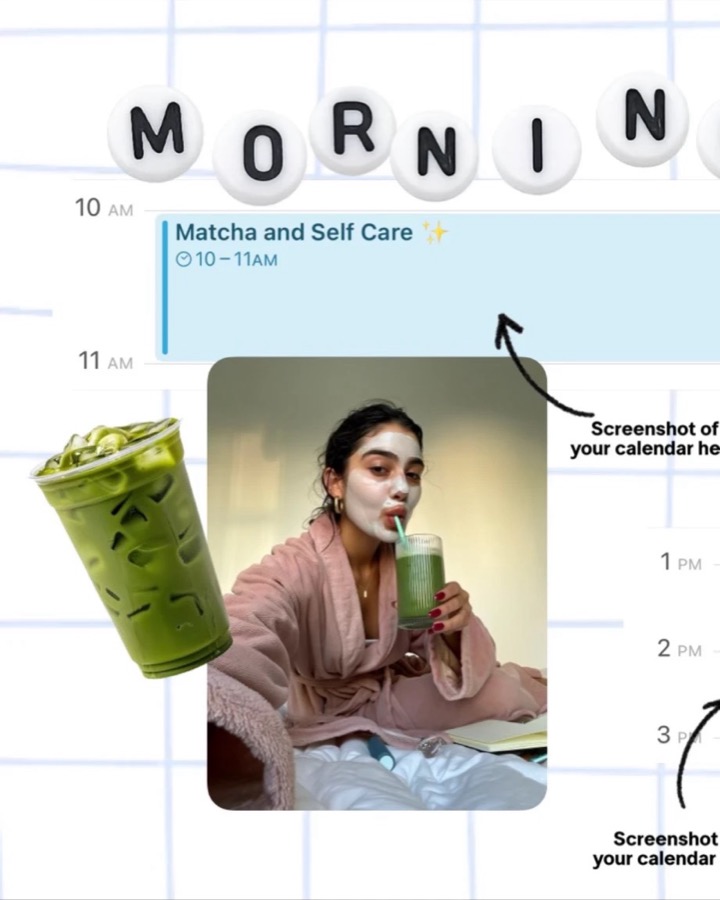 MORNIN
10 AM
Matcha and Self Care ✨
10 – 11AM
11 AM
Screenshot of
your calendar he
1 PM
2 PM
3 PM
Screenshot
your calendar